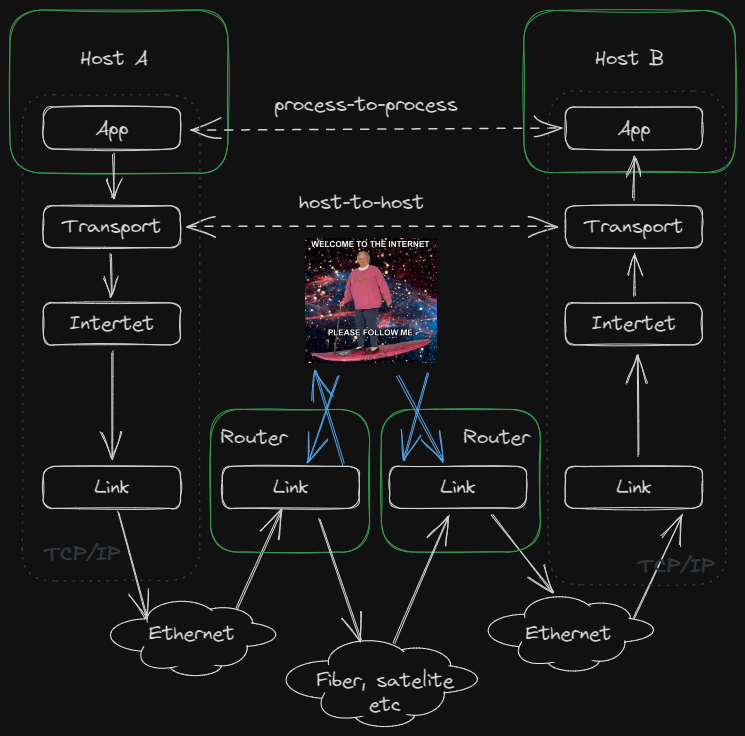 Host A
Host B
process-to-process
App
App
host-to-host
Transport
Transport
WELCOME TO THE INTERNET
PLEASE FOLLOW ME
Intertet
Intertet
Router
Router
Link
Link
Link
Link
TCP/IP
TCP/IP
Ethernet
Ethernet
Fiber, satelite
etc